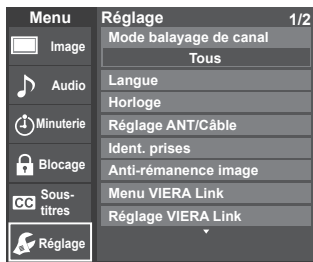 Menu
Image
Audio
Minuterie
Blocage
CC Sous-
titres
Réglage
Réglage 1/2
Mode balayage de canal
Tous
Langue
Horloge
Réglage ANT/Câble
Ident. prises
Anti-rémanence image
Menu VIERA Link
Réglage VIERA Link